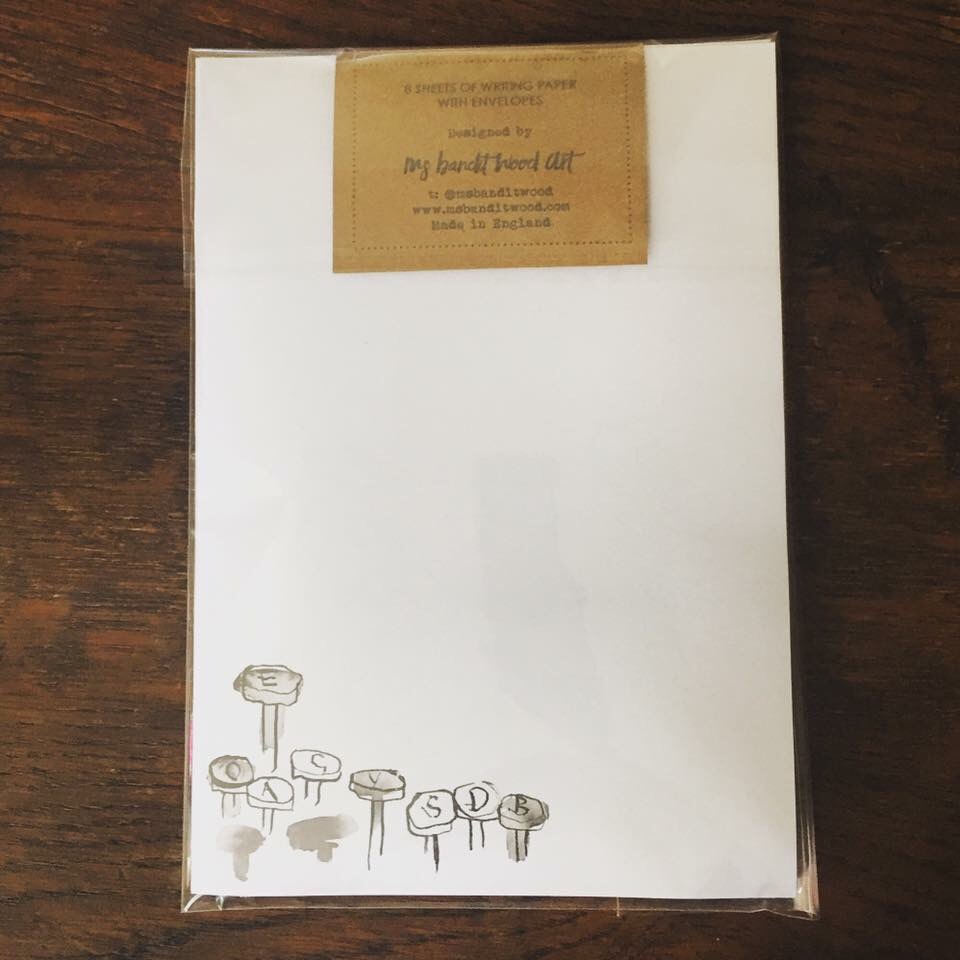 8 SHEETS OF WRITING PAPER
WITH ENVELOPES
Designed by
Ms bandit wood Art
t: @msbanditwood
www.msbanditwood.com
Made in England
E
O A C V S D B